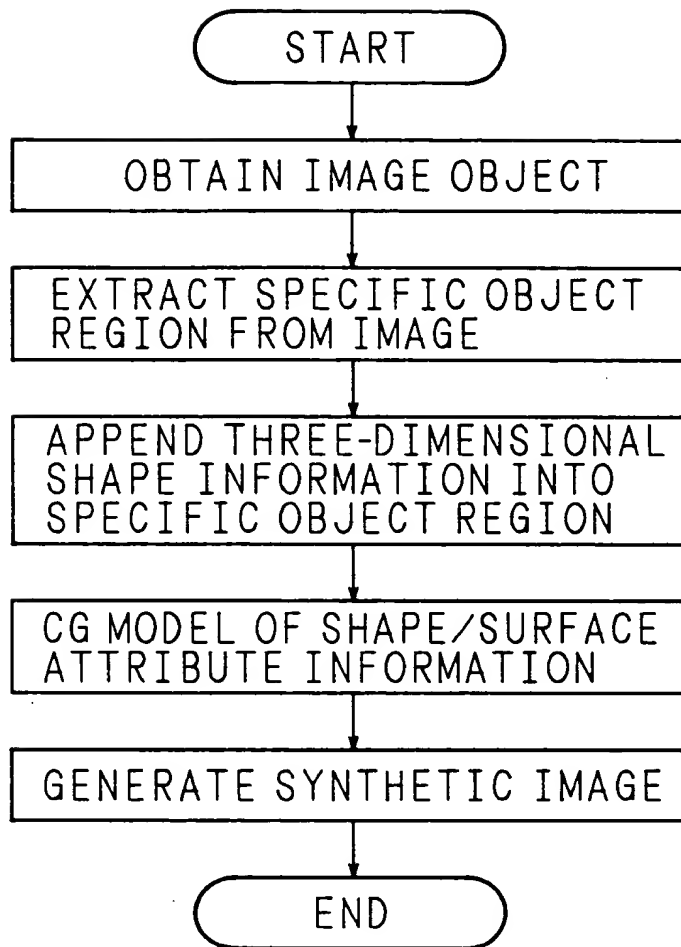 START
OBTAIN IMAGE OBJECT
EXTRACT SPECIFIC OBJECT
REGION FROM IMAGE
APPEND THREE-DIMENSIONAL
SHAPE INFORMATION INTO
SPECIFIC OBJECT REGION
CG MODEL OF SHAPE/SURFACE
ATTRIBUTE INFORMATION
GENERATE SYNTHETIC IMAGE
END